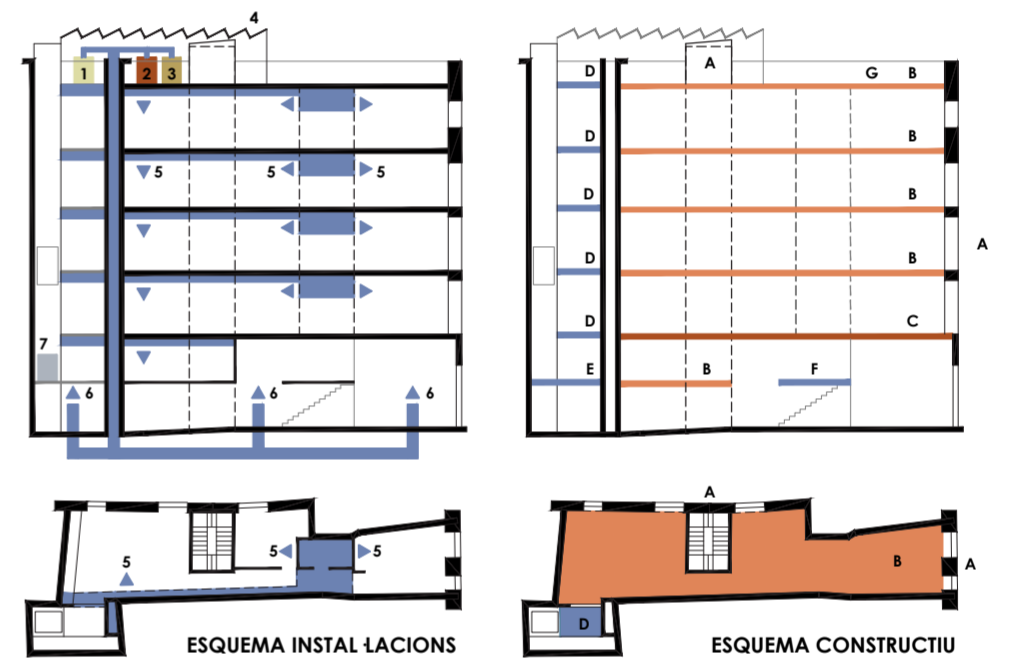 4
1 2 3
5 5 5
7
6 6 6
A
D G B
D B
D B
A
D B
D C
E B F
5 5 5
ESQUEMA INSTAL·LACIONS
A
B A
D
ESQUEMA CONSTRUCTIU